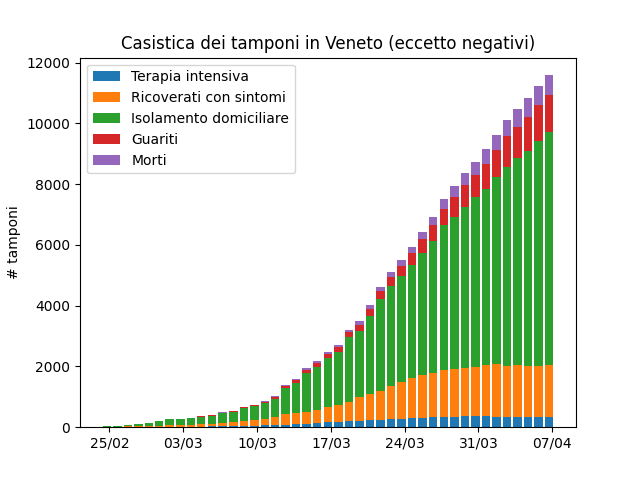 Casistica dei tamponi in Veneto (eccetto negativi)
Terapia intensiva
Ricoverati con sintomi
Isolamento domiciliare
Guariti
Morti
# tamponi
12000
10000
8000
6000
4000
2000
0
25/02 03/03 10/03 17/03 24/03 31/03 07/04